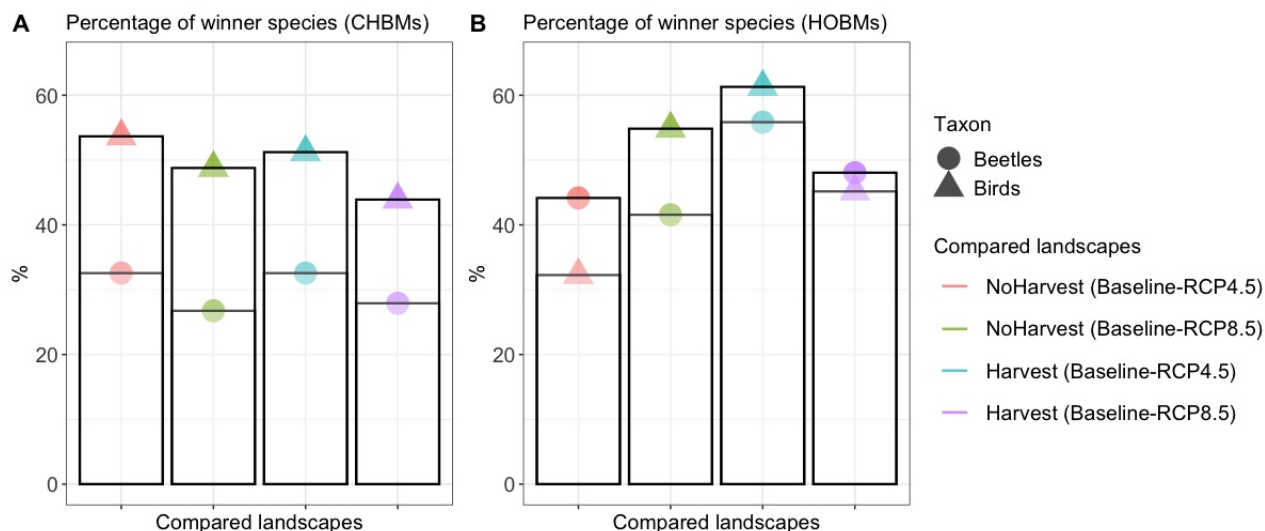 A Percentage of winner species (CHBMs)
60
40
20
0
%
Compared landscapes
B Percentage of winner species (HOBMs)
60
40
20
0
%
Compared landscapes
Taxon
Beetles
Birds
Compared landscapes
NoHarvest (Baseline-RCP4.5)
NoHarvest (Baseline-RCP8.5)
Harvest (Baseline-RCP4.5)
Harvest (Baseline-RCP8.5)